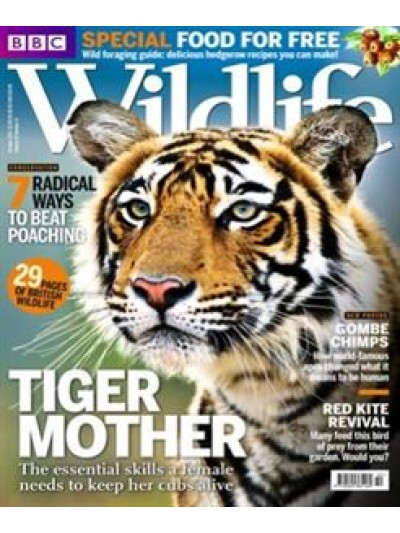 BBC
SPECIAL FOOD FOR FREE
Wild foraging guide: delicious hedgerow recipes you can make!
Wildlife
CONSERVATION
7 RADICAL
WAYS
TO BEAT
POACHING
29
PAGES
OF BRITISH
WILDLIFE
NEW PHOTOS
GOMBE
CHIMPS
How world-famous
apes changed what it
means to be human
TIGER
MOTHER
The essential skills a female
needs to keep her cubs alive
RED KITE
REVIVAL
Many feed this bird
of prey from their
garden. Would you?